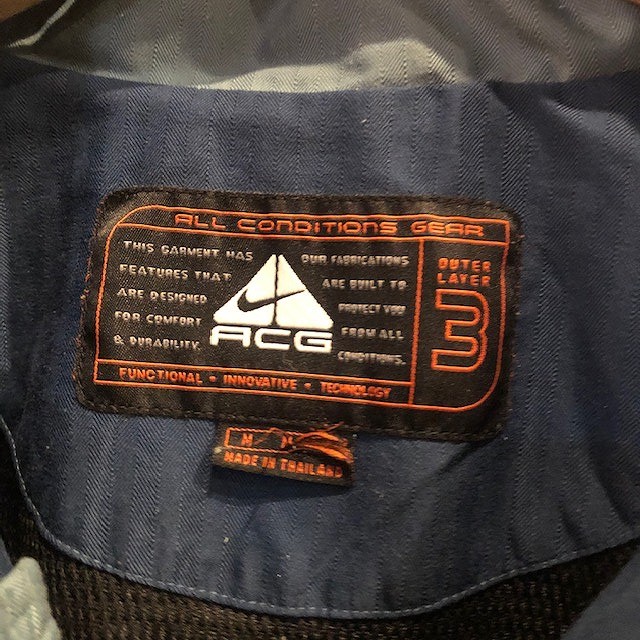 ALL CONDITIONS GEAR
THIS GARMENT HAS
FEATURES THAT
ARE DESIGNED
FOR COMFORT
& DURABILITY.
ACG
OUR FABRICATIONS
ARE BUILT TO
PROTECT YOU
FROM ALL
CONDITIONS.
OUTER
LAYER
3
FUNCTIONAL • INNOVATIVE • TECHNOLOGY
M
MADE IN THAILAND